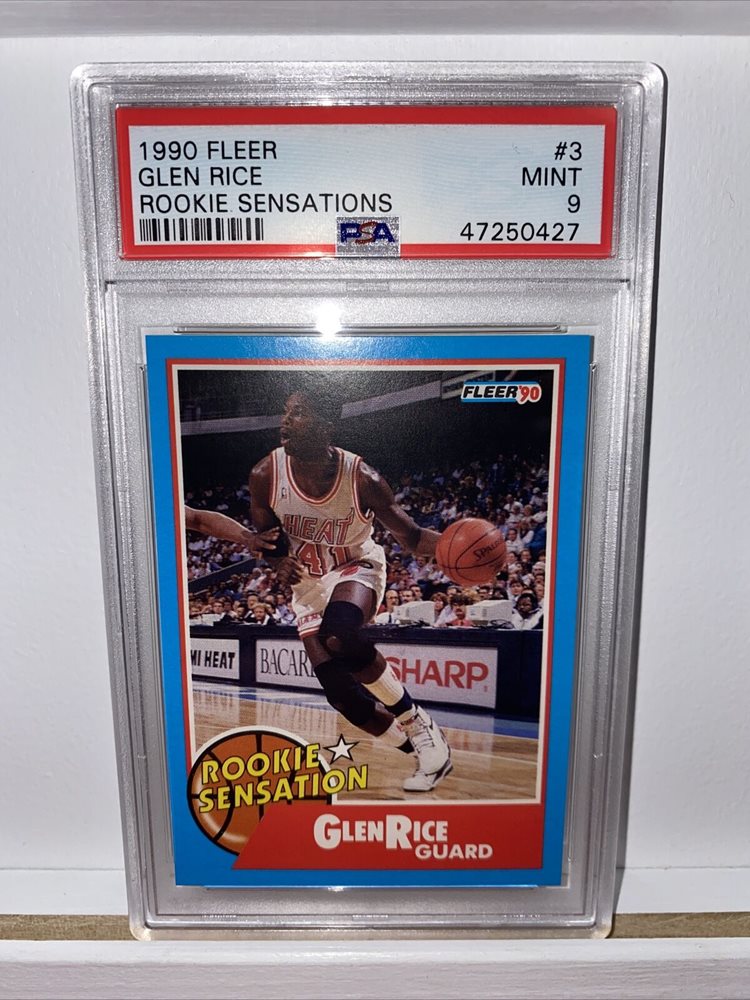 1990 FLEER #3
GLEN RICE MINT
ROOKIE SENSATIONS 9
PSA 47250427
FLEER '90
HEAT
41
SPALDING
MI HEAT BACAR SHARP
ROOKIE
SENSATION
GLEN RICE
GUARD